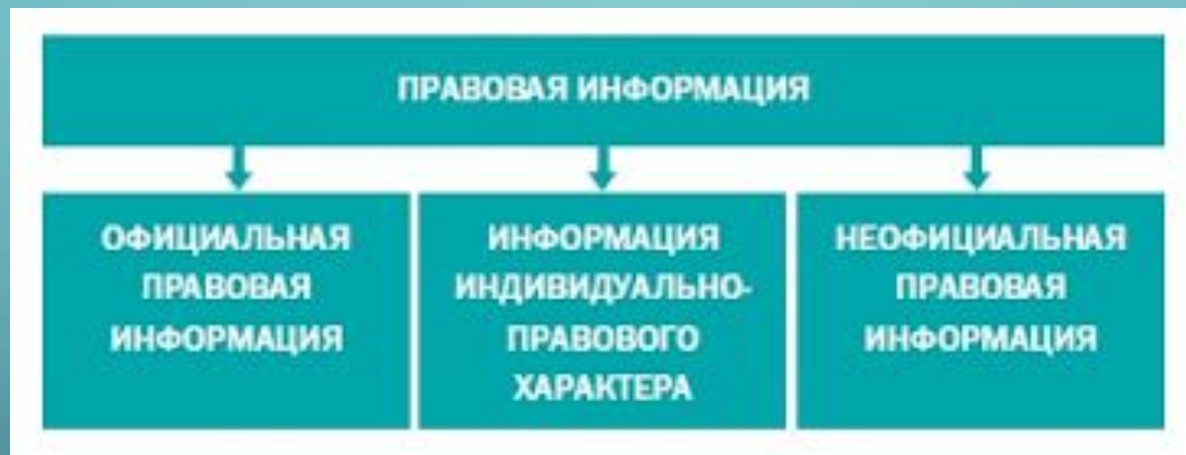 ПРАВОВАЯ ИНФОРМАЦИЯ
ОФИЦИАЛЬНАЯ
ПРАВОВАЯ
ИНФОРМАЦИЯ
ИНФОРМАЦИЯ
ИНДИВИДУАЛЬНО-
ПРАВОВОГО
ХАРАКТЕРА
НЕОФИЦИАЛЬНАЯ
ПРАВОВАЯ
ИНФОРМАЦИЯ